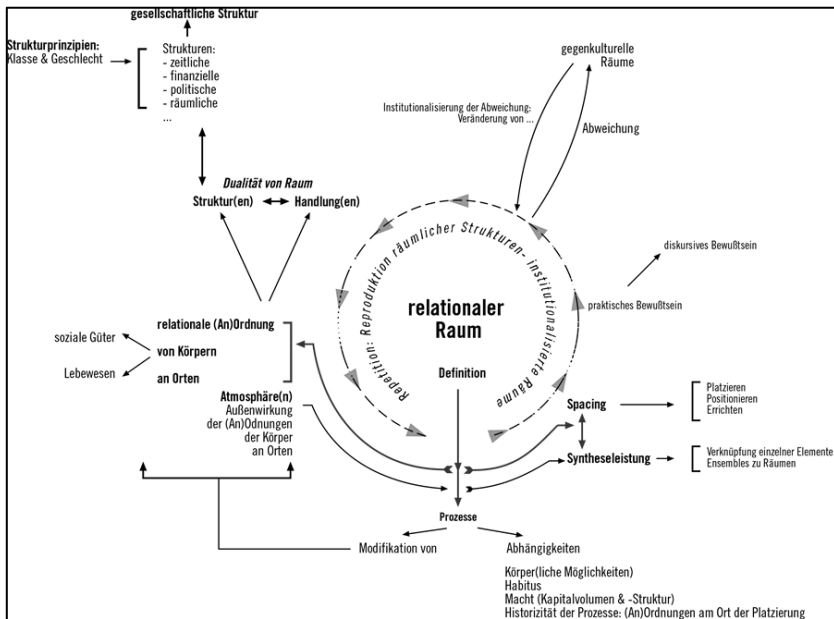 gesellschaftliche Struktur
Strukturprinzipien:
Klasse & Geschlecht
Strukturen:
- zeitliche
- finanzielle
- politische
- räumliche
...
gegenkulturelle
Räume
Institutionalisierung der Abweichung:
Veränderung von ...
Abweichung
Dualität von Raum
Struktur(en)
Handlung(en)
Repetition: Reproduktion räumlicher Strukturen- institutionalisierte Räume
diskursives Bewußtsein
praktisches Bewußtsein
relationaler
Raum
Definition
relationale (An)Ordnung
von Körpern
an Orten
soziale Güter
Lebewesen
Atmosphäre(n)
Außenwirkung
der (An)Odnungen
der Körper
an Orten
Spacing
Platzieren
Positionieren
Errichten
Syntheseleistung
Verknüpfung einzelner Elemente
Ensembles zu Räumen
Prozesse
Modifikation von
Abhängigkeiten
Körper(liche Möglichkeiten)
Habitus
Macht (Kapitalvolumen & -Struktur)
Historizität der Prozesse: (An)Ordnungen am Ort der Platzierung